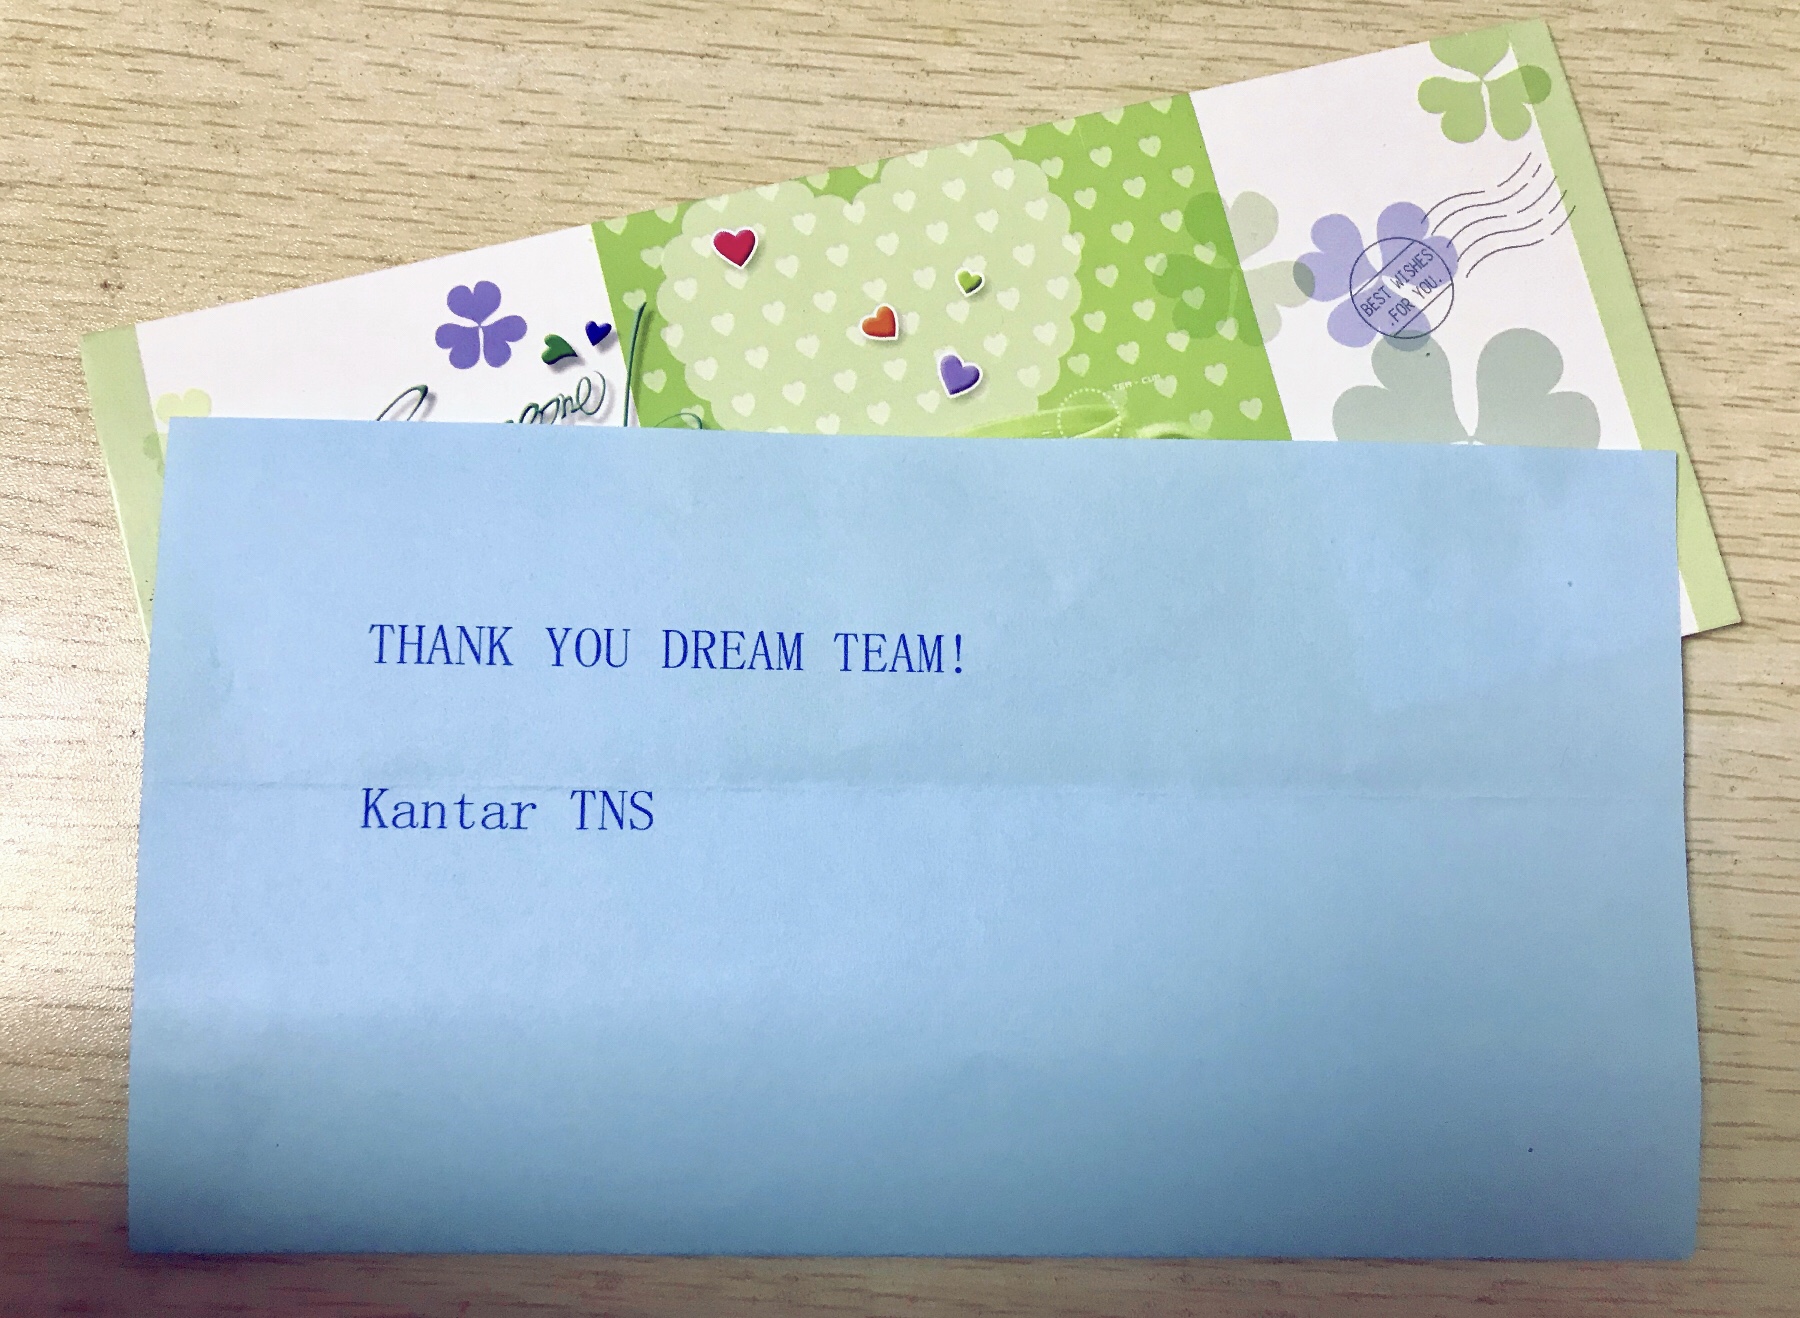 BEST WISHES
.FOR YOU.
THANK YOU DREAM TEAM!
Kantar TNS